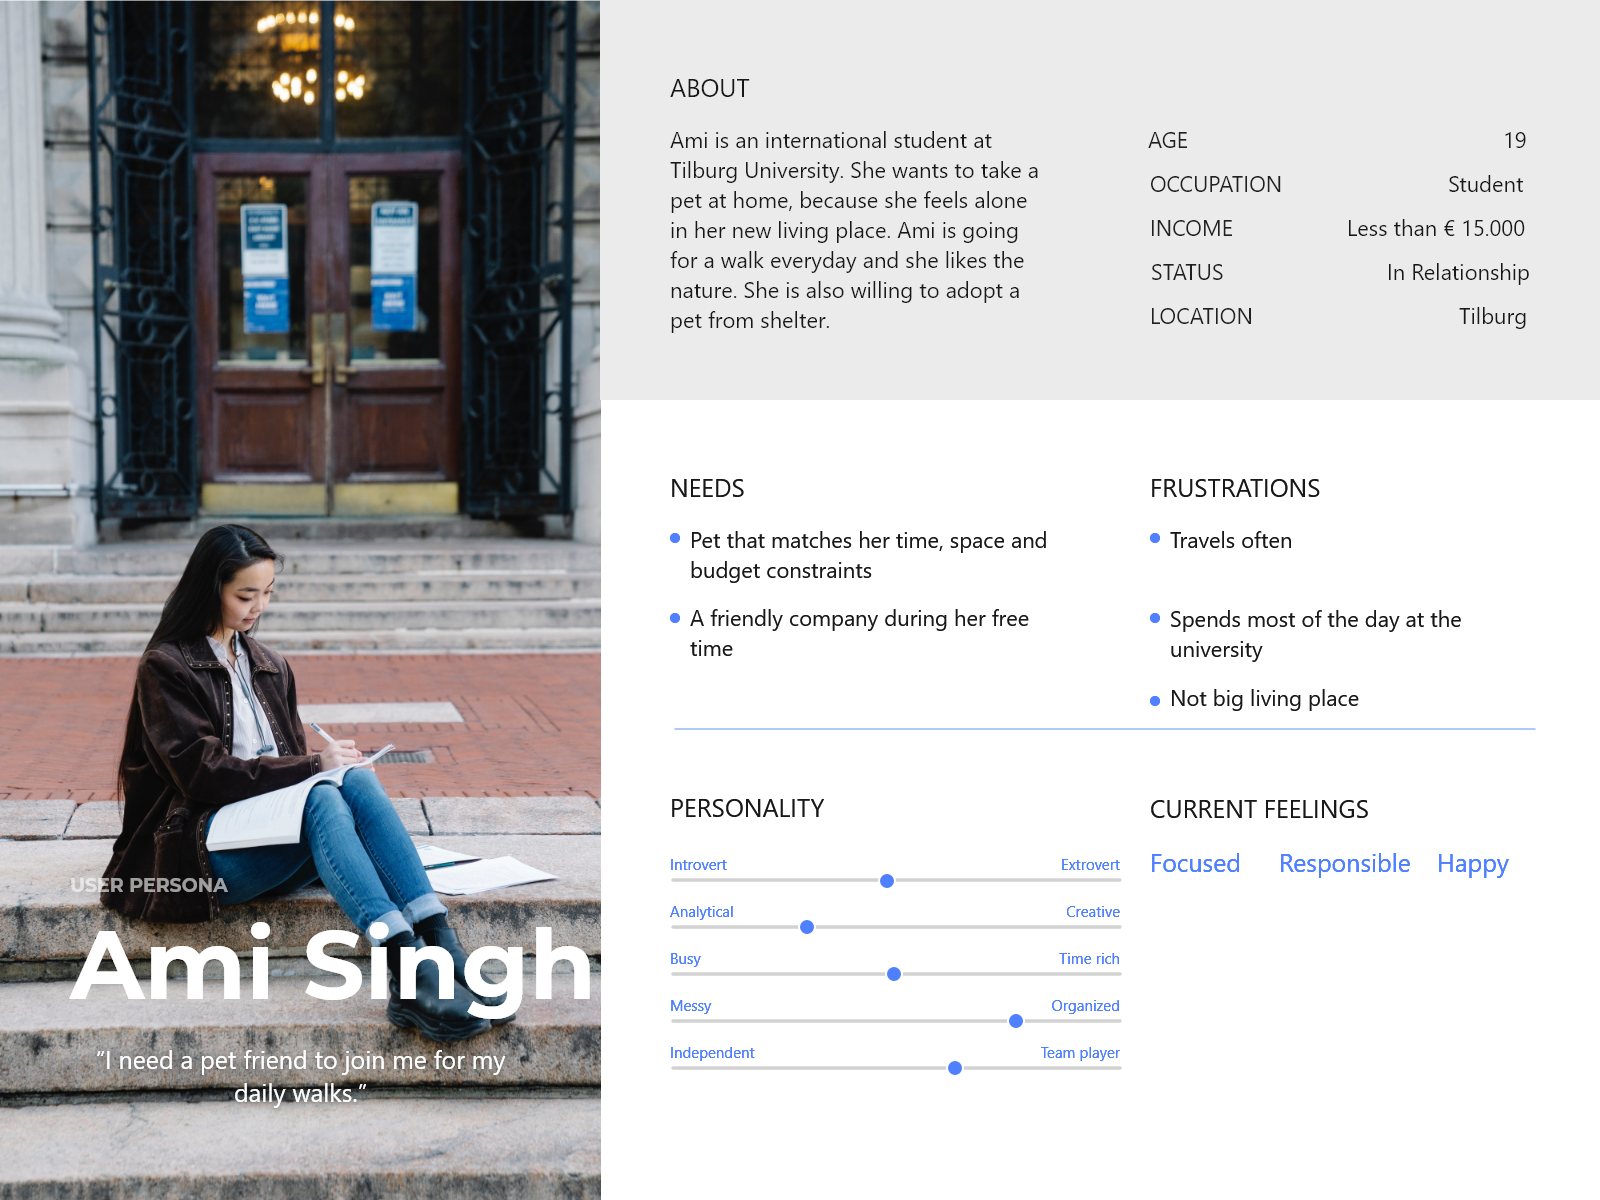 ABOUT
Ami is an international student at
Tilburg University. She wants to take a
pet at home, because she feels alone
in her new living place. Ami is going
for a walk everyday and she likes the
nature. She is also willing to adopt a
pet from shelter.
AGE 19
OCCUPATION Student
INCOME Less than € 15.000
STATUS In Relationship
LOCATION Tilburg
NEEDS
Pet that matches her time, space and
budget constraints
A friendly company during her free
time
FRUSTRATIONS
Travels often
Spends most of the day at the
university
Not big living place
PERSONALITY
Introvert Extrovert
Analytical Creative
Busy Time rich
Messy Organized
Independent Team player
CURRENT FEELINGS
Focused Responsible Happy
USER PERSONA
Ami Singh
"I need a pet friend to join me for my
daily walks."